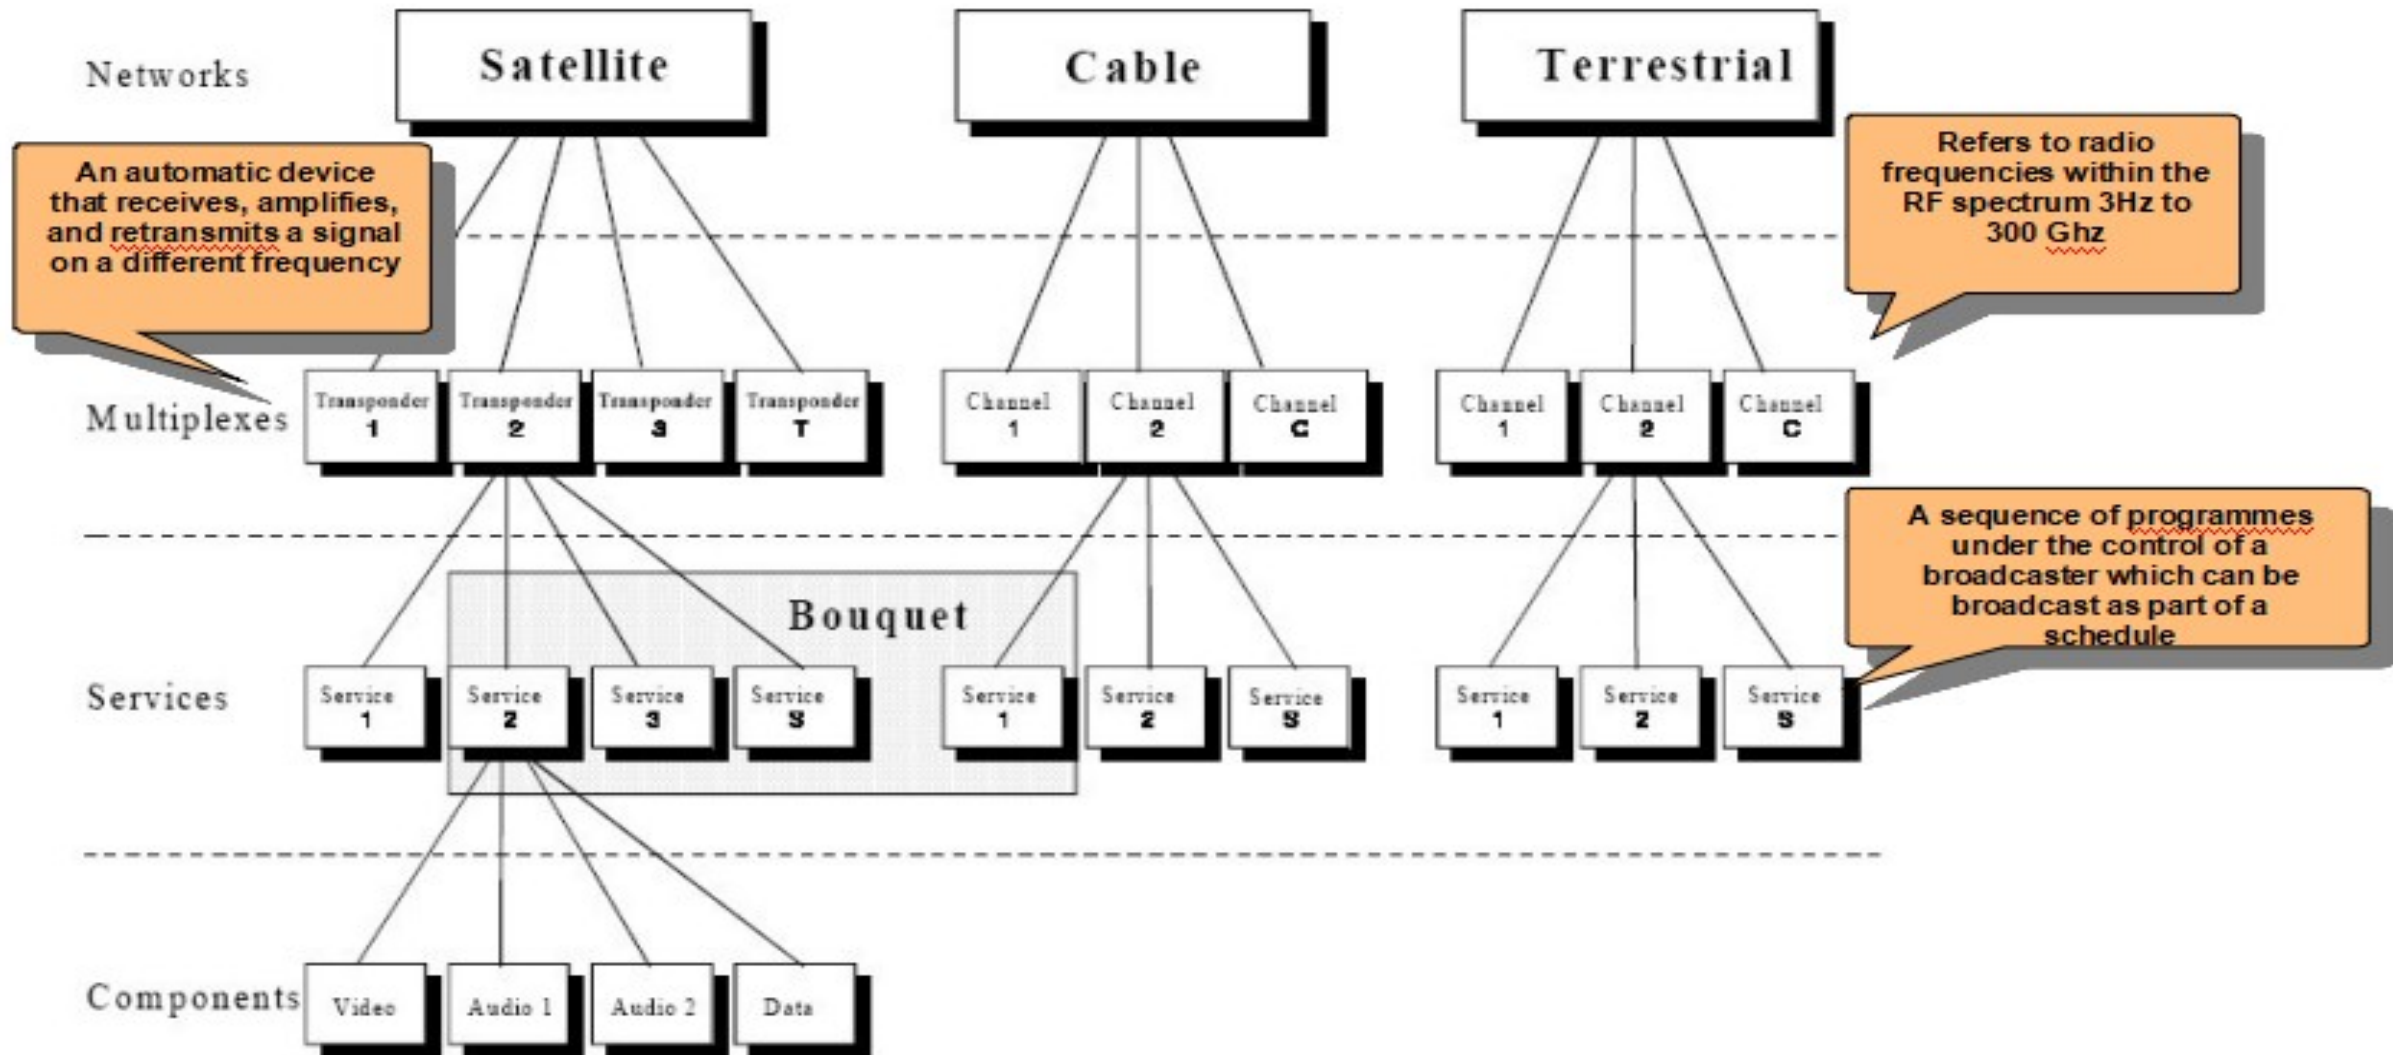 Networks
Satellite
Cable
Terrestrial
An automatic device
that receives, amplifies,
and retransmits a signal
on a different frequency
Refers to radio
frequencies within the
RF spectrum 3Hz to
300 Ghz
Multiplexes
Transponder
1
Transponder
2
Transponder
3
Transponder
T
Channel
1
Channel
2
Channel
C
Channel
1
Channel
2
Channel
C
A sequence of programmes
under the control of a
broadcaster which can be
broadcast as part of a
schedule
Bouquet
Services
Service
1
Service
2
Service
3
Service
S
Service
1
Service
2
Service
S
Service
1
Service
2
Service
S
Components
Video
Audio 1
Audio 2
Data